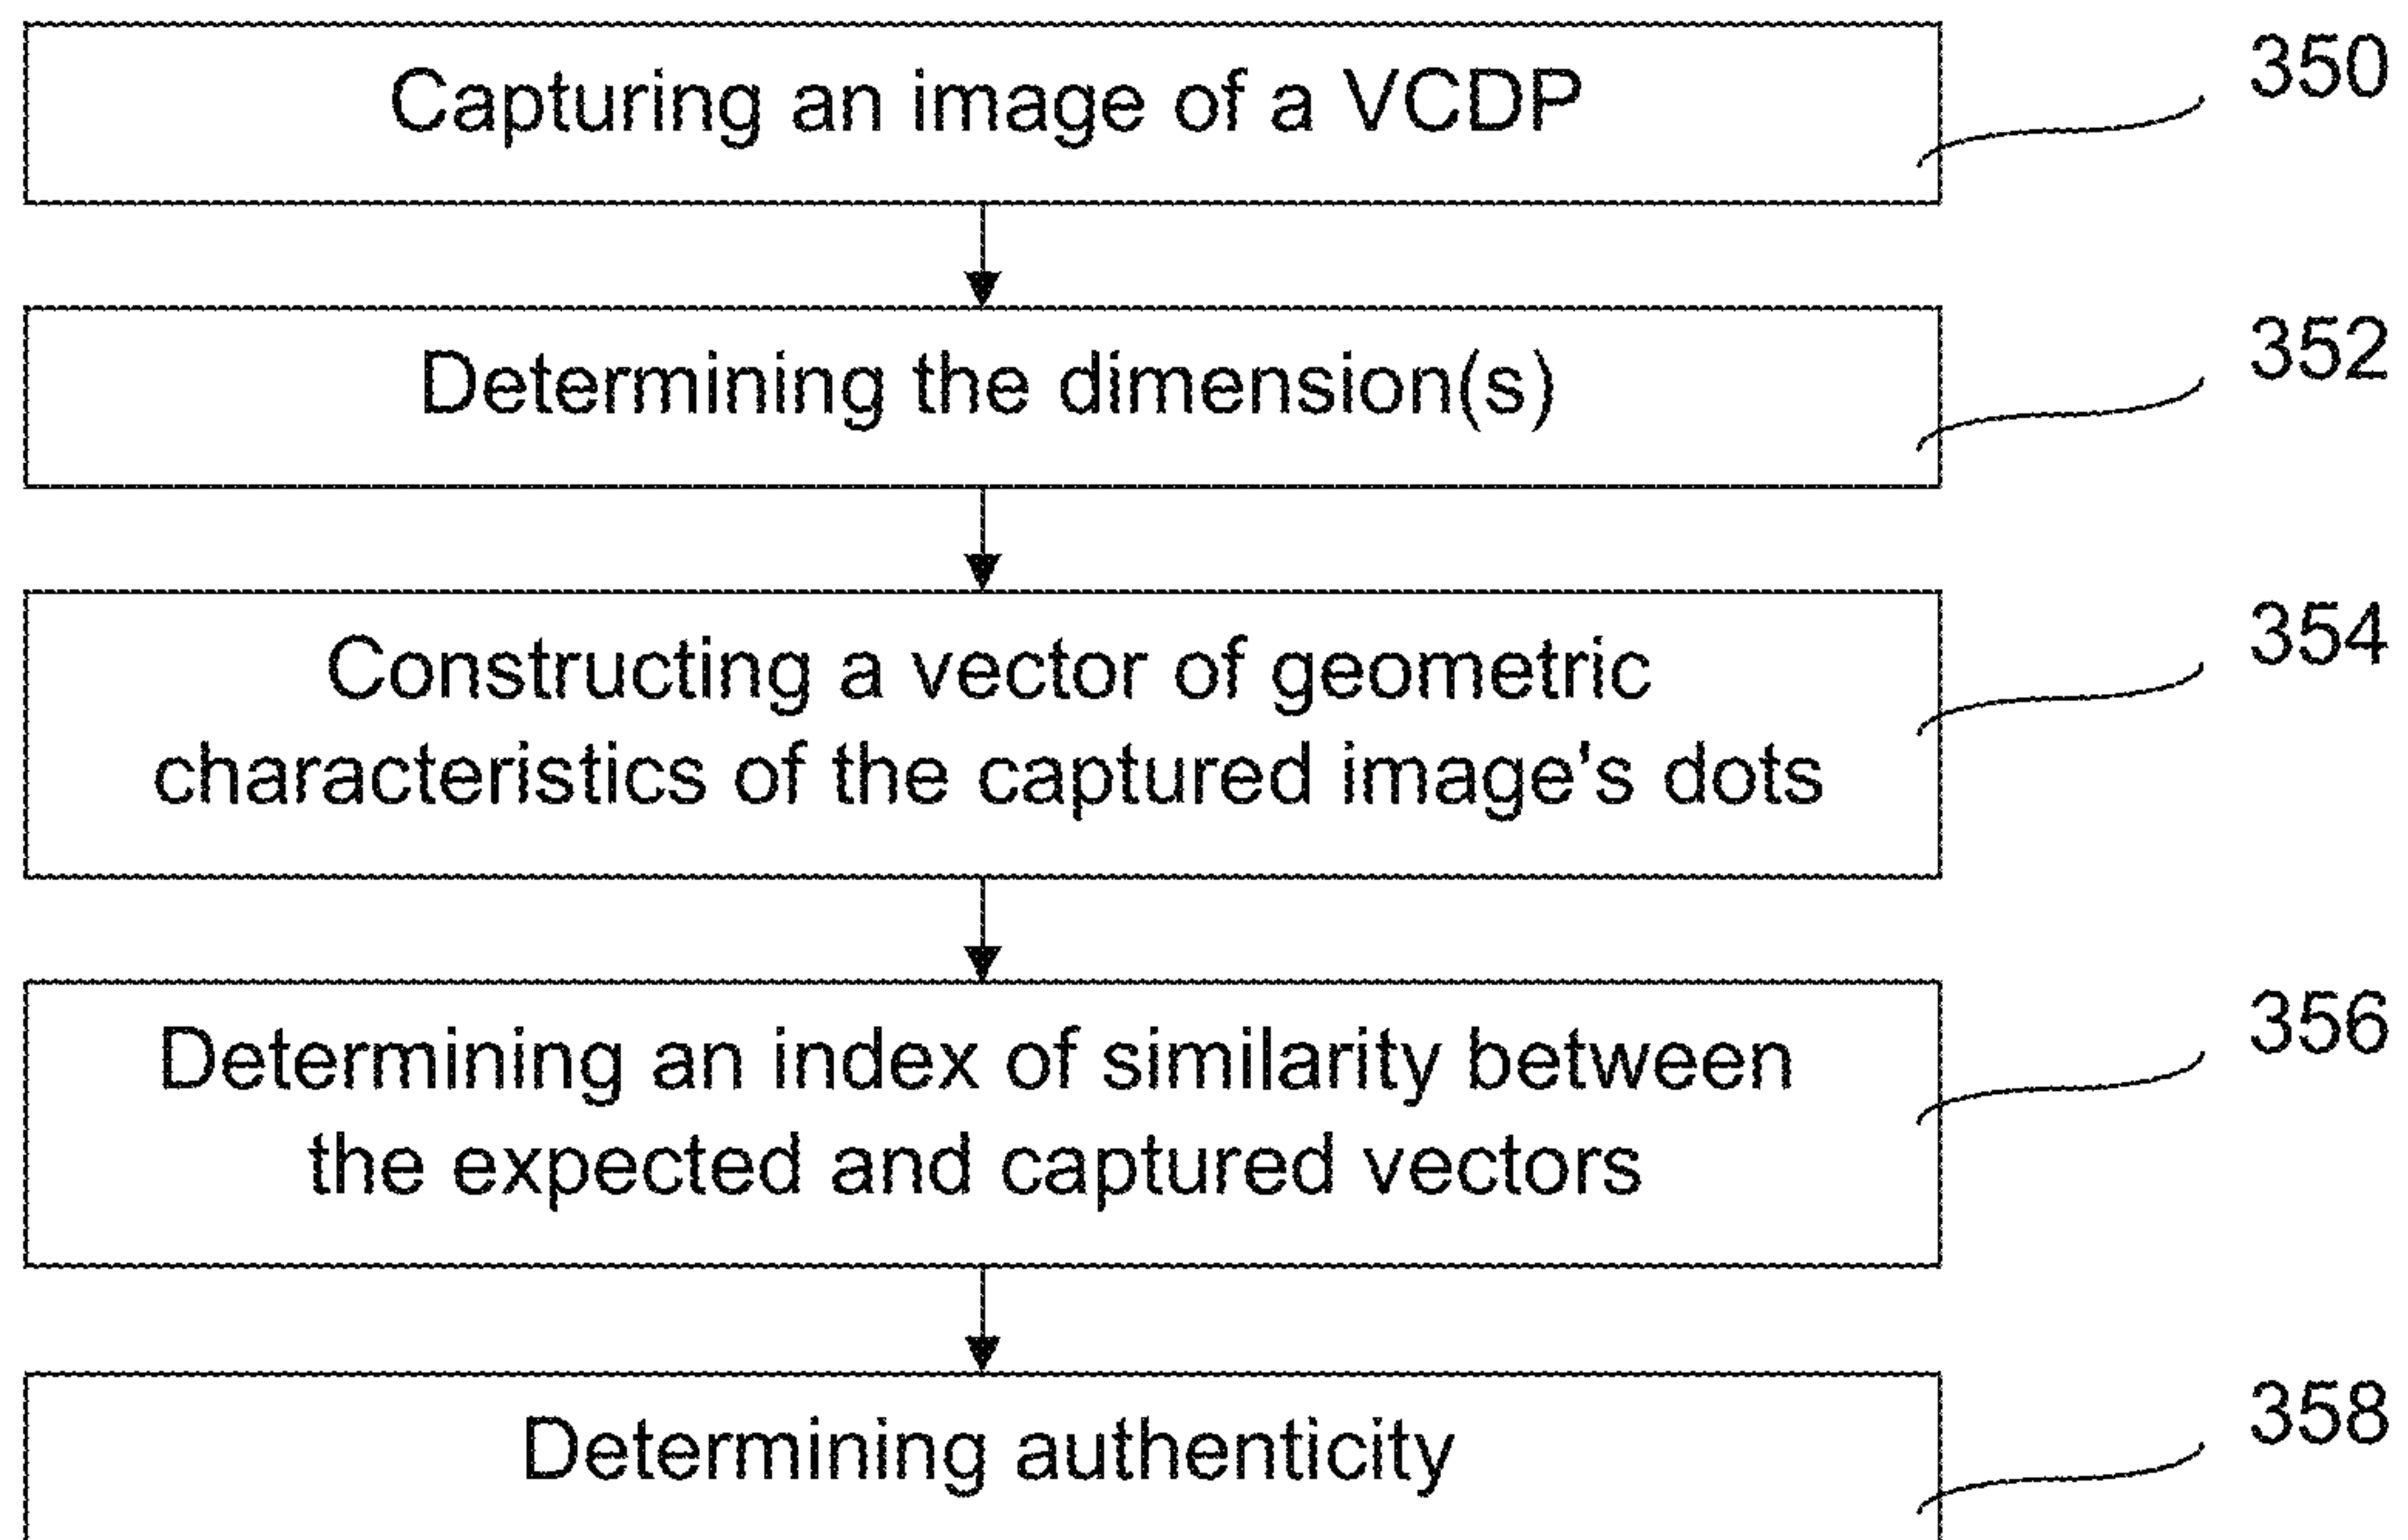 Capturing an image of a VCDP
350
Determining the dimension(s)
352
Constructing a vector of geometric
characteristics of the captured image's dots
354
Determining an index of similarity between
the expected and captured vectors
356
Determining authenticity
358